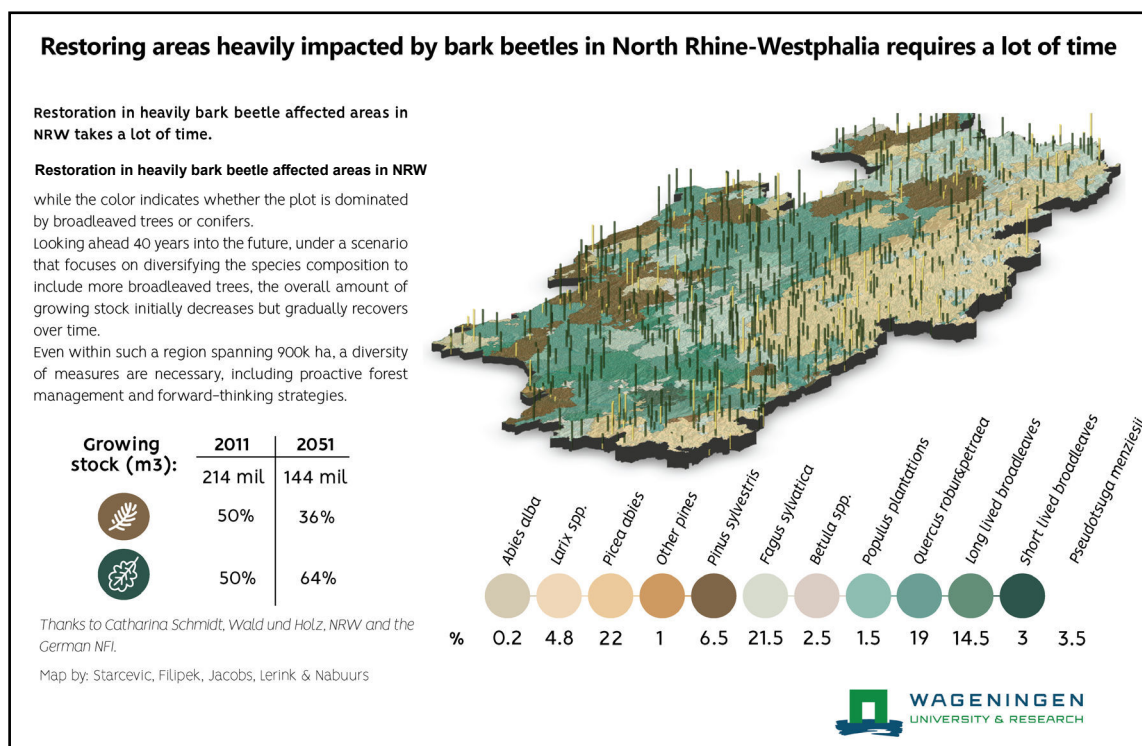 Restoring areas heavily impacted by bark beetles in North Rhine-Westphalia requires a lot of time
Restoration in heavily bark beetle affected areas in
NRW takes a lot of time.
Restoration in heavily bark beetle affected areas in NRW
while the color indicates whether the plot is dominated
by broadleaved trees or conifers.
Looking ahead 40 years into the future, under a scenario
that focuses on diversifying the species composition to
include more broadleaved trees, the overall amount of
growing stock initially decreases but gradually recovers
over time.
Even within such a region spanning 900k ha, a diversity
of measures are necessary, including proactive forest
management and forward-thinking strategies.
Growing stock (m3): 2011 2051
214 mil 144 mil
50% 36%
50% 64%
Thanks to Catharina Schmidt, Wald und Holz, NRW and the
German NFI.
Map by: Starcevic, Filipek, Jacobs, Lerink & Nabuurs
Abies alba
Larix spp.
Picea abies
Other pines
Pinus sylvestris
Fagus sylvatica
Betula spp.
Populus plantations
Quercus robur&petraea
Long lived broadleaves
Short lived broadleaves
Pseudotsuga menziesii
% 0.2 4.8 22 1 6.5 21.5 2.5 1.5 19 14.5 3 3.5
WAGENINGEN
UNIVERSITY & RESEARCH